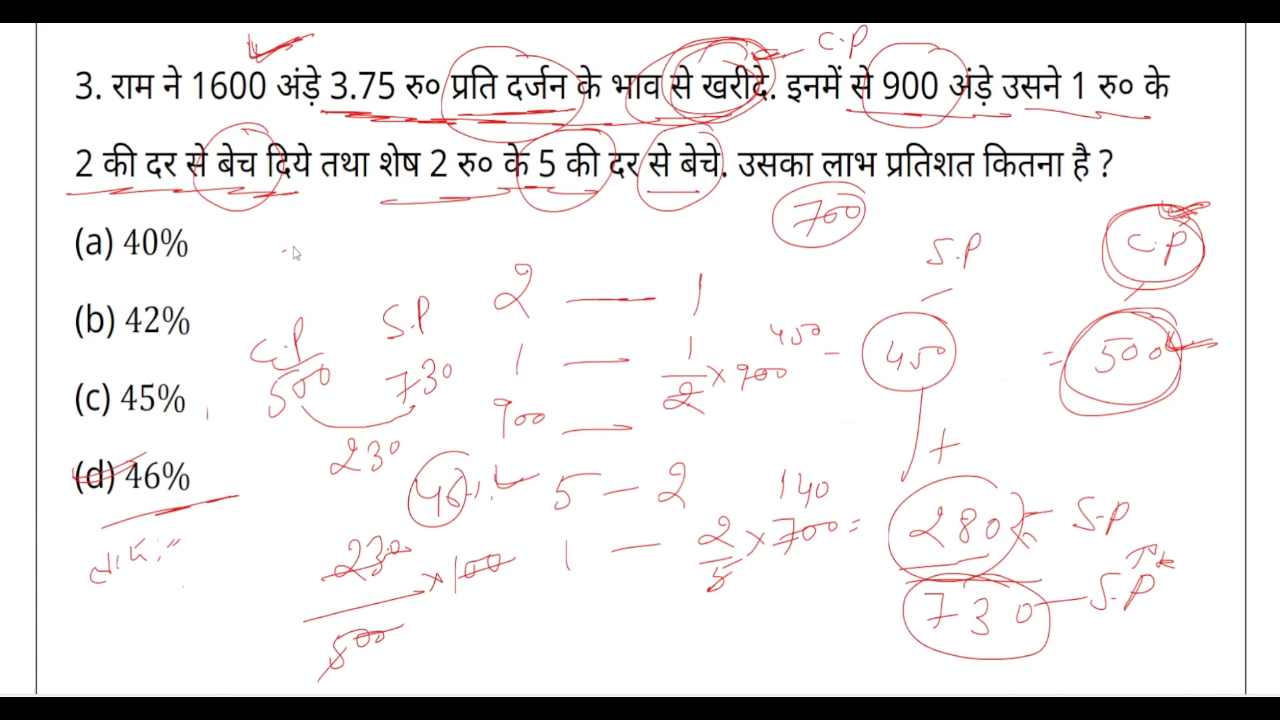 C.P
3. राम ने 1600 अंड़े 3.75 रु० प्रति दर्जन के भाव से खरीदे. इनमें से 900 अंड़े उसने 1 रु० के
2 की दर से बेच दिये तथा शेष 2 रु० के 5 की दर से बेचे. उसका लाभ प्रतिशत कितना है ?
700
(a) 40%
S.P
C.P
2 — 1
(b) 42%
C.P
S.P
500
730
1 — 1/2 × 900
450
450
= 500
(c) 45%
900 —
230
+
(d) 46%
46%
5 — 2
140
280
S.P
1 — 2/5 × 700 =
230/500 × 100
730
S.P